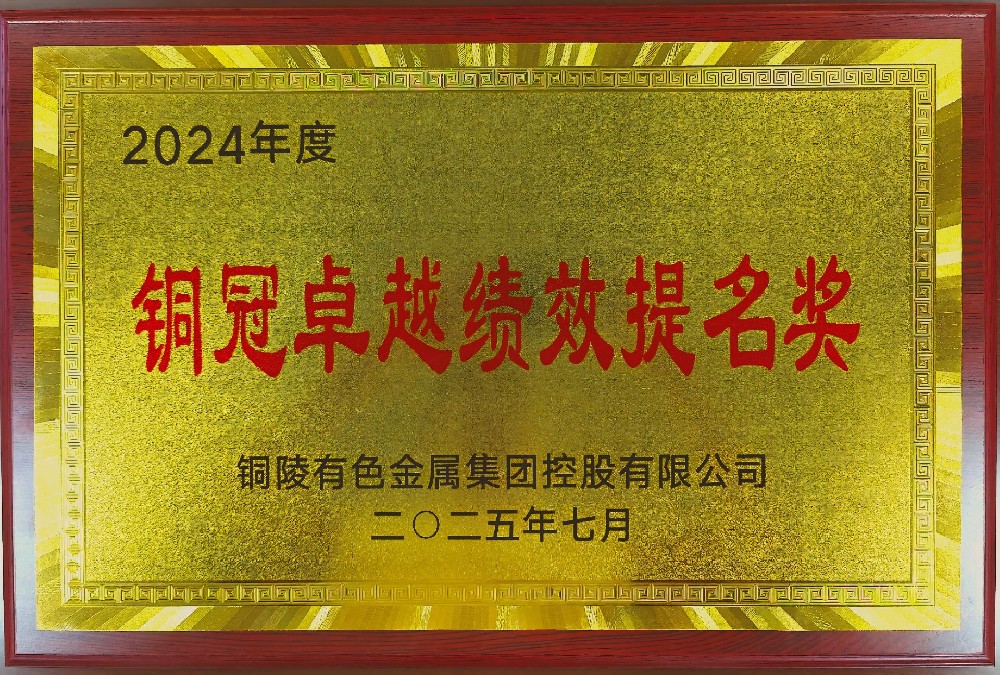 2024年度
铜冠卓越绩效提名奖
铜陵有色金属集团控股有限公司
二〇二五年七月